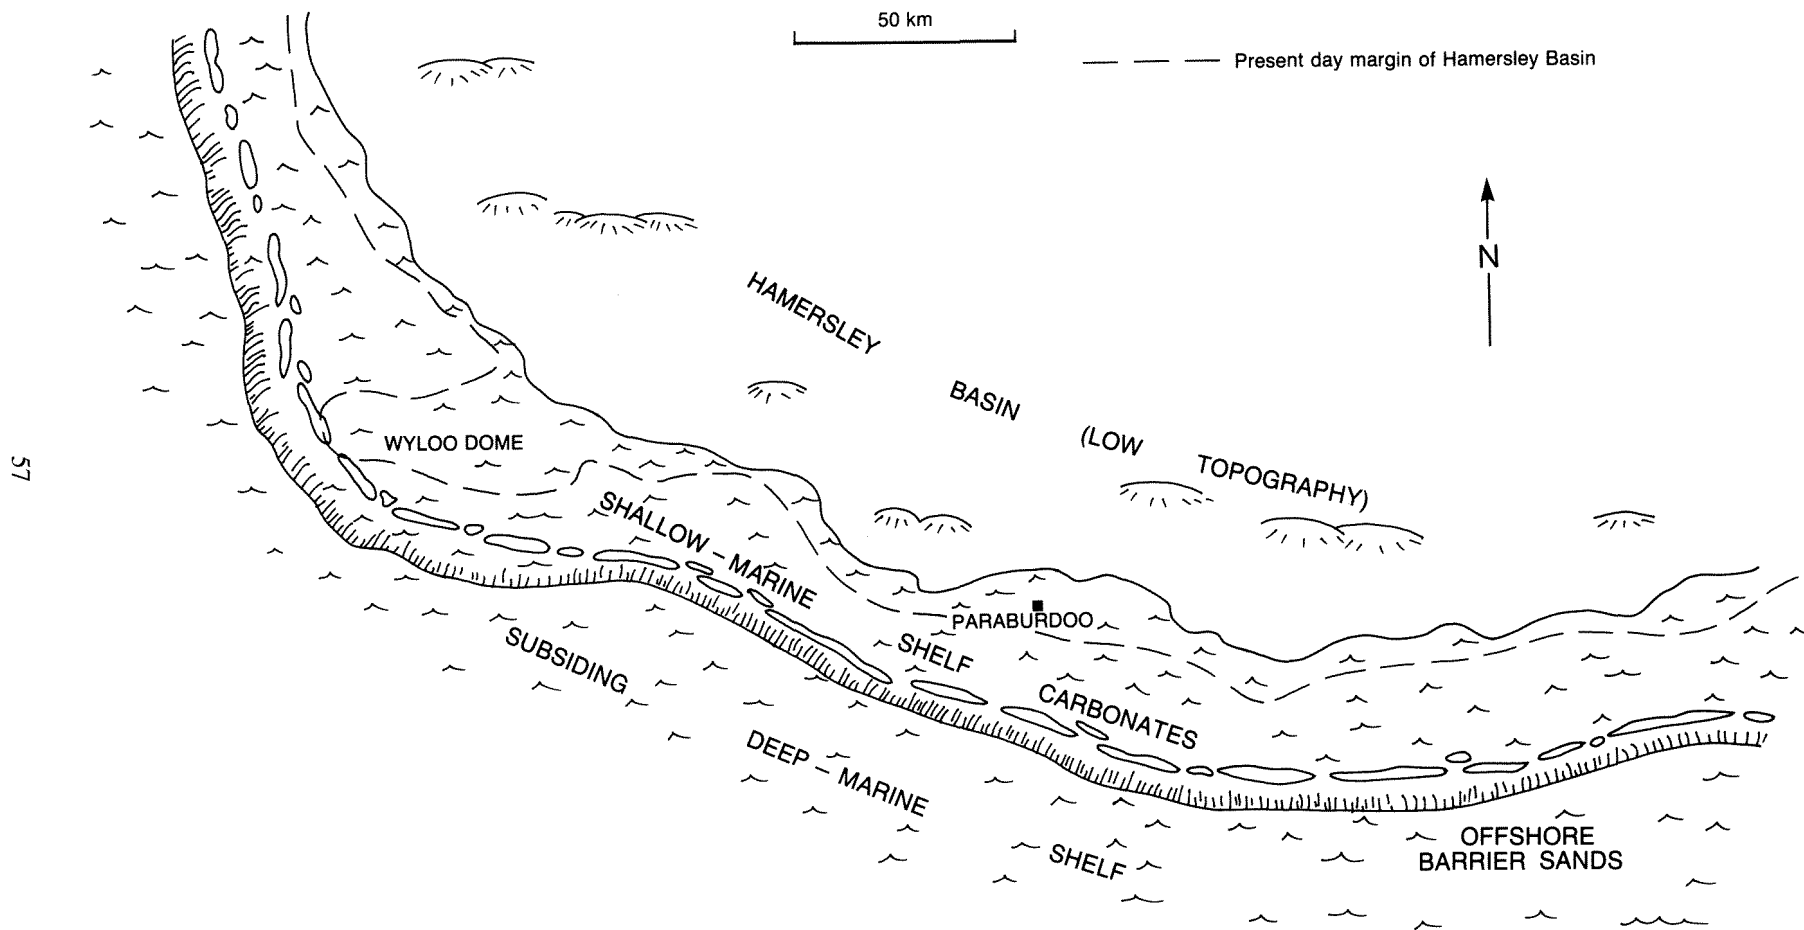 50 km
Present day margin of Hamersley Basin
N
HAMERSLEY BASIN (LOW TOPOGRAPHY)
57
WYLOO DOME
SHALLOW – MARINE SHELF CARBONATES
PARABURDOO
SUBSIDING DEEP – MARINE SHELF
OFFSHORE
BARRIER SANDS